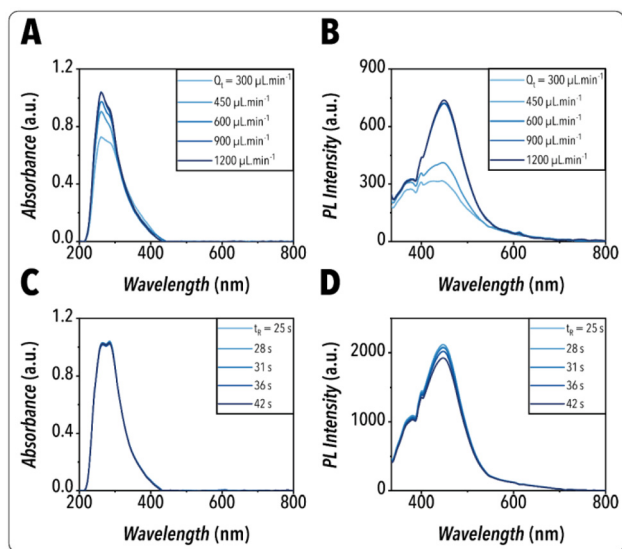 A
Absorbance (a.u.)
1.2
0.8
0.4
0.0
200 400 600 800
Wavelength (nm)
Qₜ = 300 µL.min⁻¹
450 µL.min⁻¹
600 µL.min⁻¹
900 µL.min⁻¹
1200 µL.min⁻¹
B
PL Intensity (a.u.)
900
600
300
0
400 600 800
Wavelength (nm)
Qₜ = 300 µL.min⁻¹
450 µL.min⁻¹
600 µL.min⁻¹
900 µL.min⁻¹
1200 µL.min⁻¹
C
Absorbance (a.u.)
1.2
0.8
0.4
0.0
200 400 600 800
Wavelength (nm)
t_R = 25 s
28 s
31 s
36 s
42 s
D
PL Intensity (a.u.)
2000
1000
0
400 600 800
Wavelength (nm)
t_R = 25 s
28 s
31 s
36 s
42 s